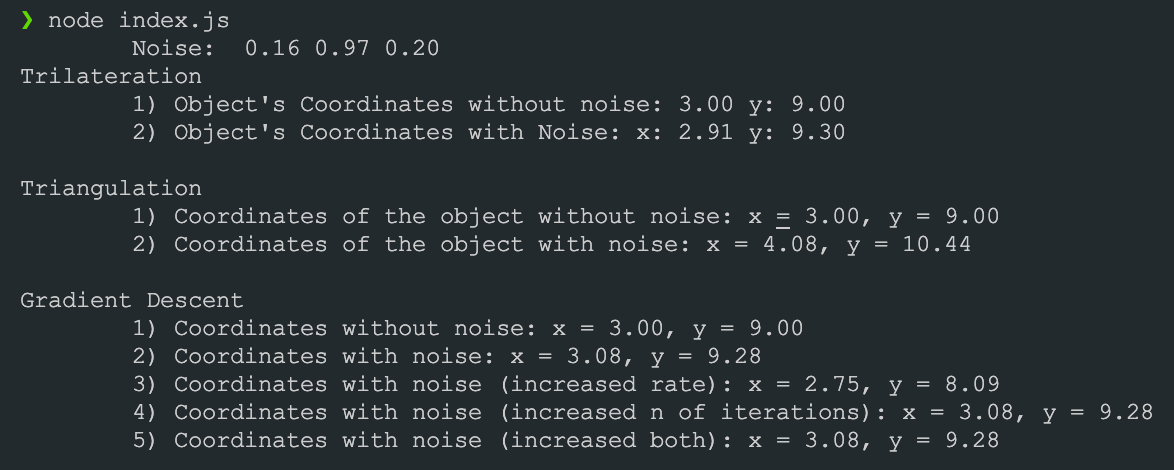 ❯ node index.js
Noise: 0.16 0.97 0.20
Trilateration
1) Object's Coordinates without noise: 3.00 y: 9.00
2) Object's Coordinates with Noise: x: 2.91 y: 9.30
Triangulation
1) Coordinates of the object without noise: x = 3.00, y = 9.00
2) Coordinates of the object with noise: x = 4.08, y = 10.44
Gradient Descent
1) Coordinates without noise: x = 3.00, y = 9.00
2) Coordinates with noise: x = 3.08, y = 9.28
3) Coordinates with noise (increased rate): x = 2.75, y = 8.09
4) Coordinates with noise (increased n of iterations): x = 3.08, y = 9.28
5) Coordinates with noise (increased both): x = 3.08, y = 9.28